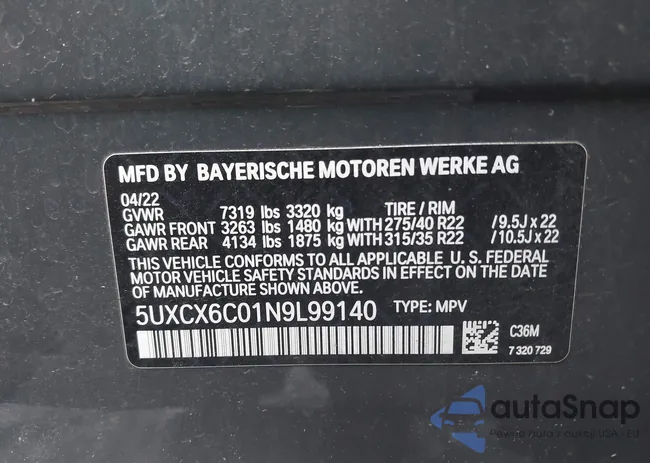 MFD BY BAYERISCHE MOTOREN WERKE AG
04/22
GVWR 7319 lbs 3320 kg TIRE / RIM
GAWR FRONT 3263 lbs 1480 kg WITH 275/40 R22 /9.5J x 22
GAWR REAR 4134 lbs 1875 kg WITH 315/35 R22 /10.5J x 22
THIS VEHICLE CONFORMS TO ALL APPLICABLE U. S. FEDERAL
MOTOR VEHICLE SAFETY STANDARDS IN EFFECT ON THE
DATE OF MANUFACTURE SHOWN ABOVE.
5UXCX6C01N9L99140 TYPE: MPV
C36M
7 320 729
autaSnap